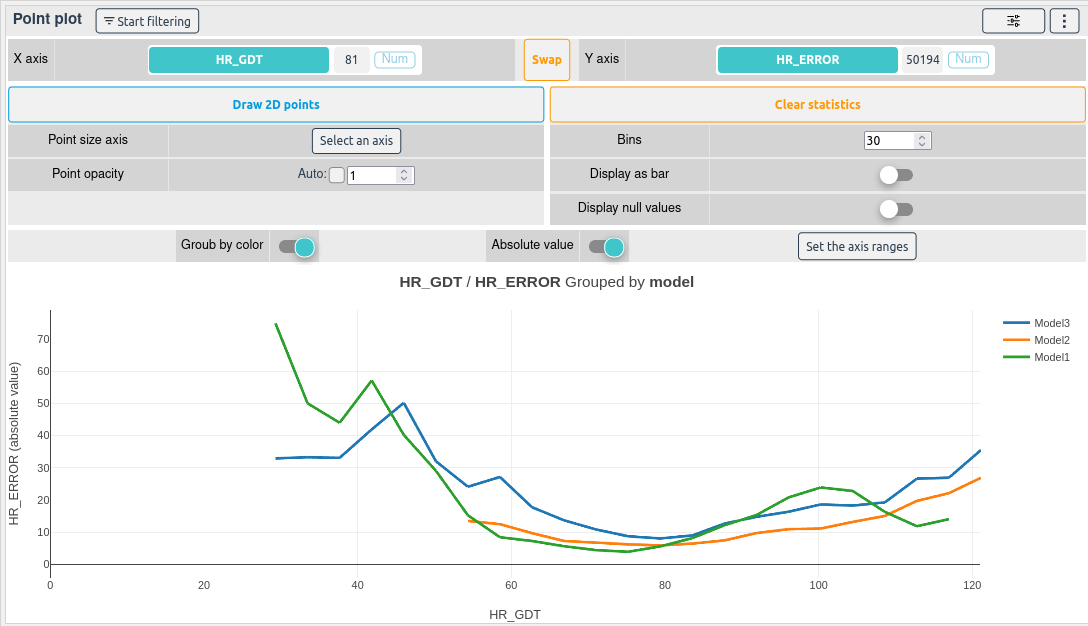 Point plot Start filtering
X axis HR_GDT 81 Num Swap Y axis HR_ERROR 50194 Num
Draw 2D points Clear statistics
Point size axis Select an axis Bins 30
Point opacity Auto: 1 Display as bar
Display null values
Groub by color Absolute value Set the axis ranges
HR_GDT / HR_ERROR Grouped by model
HR_ERROR (absolute value)
70
60
50
40
30
20
10
0
0 20 40 60 80 100 120
HR_GDT
Model3
Model2
Model1